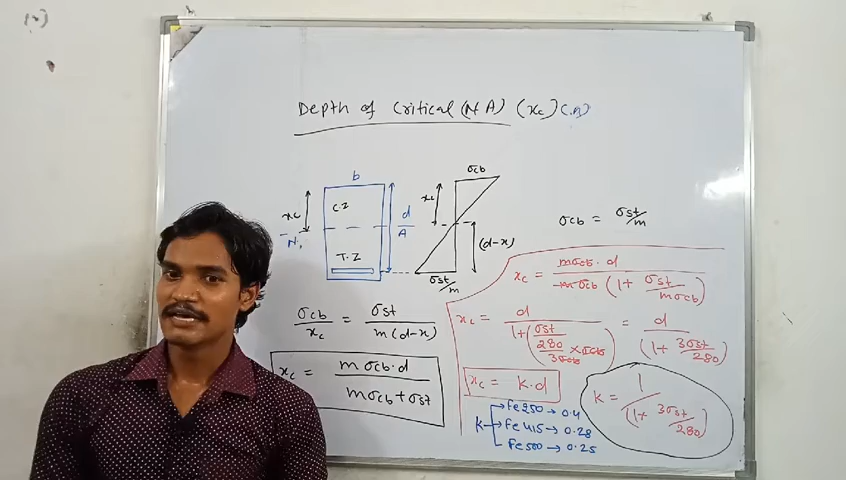 Depth of Critical (NA) (xc) (C.A)
b
xc
C.Z
d
N.
A
T.Z
σcb
xc
(d-x)
σst/m
σcb = σst/m
σcb/xc = σst/m(d-x)
xc = mσcb·d/mσcb+σst
xc = mσcb·d/mσcb (1+ σst/mσcb)
xc = d/1+(σst/280/3σcb × σcb) = d/(1+ 3σst/280)
xc = k·d
k = 1/(1+ 3σst/280)
k → Fe250 → 0.4
→ Fe415 → 0.28
→ Fe500 → 0.25